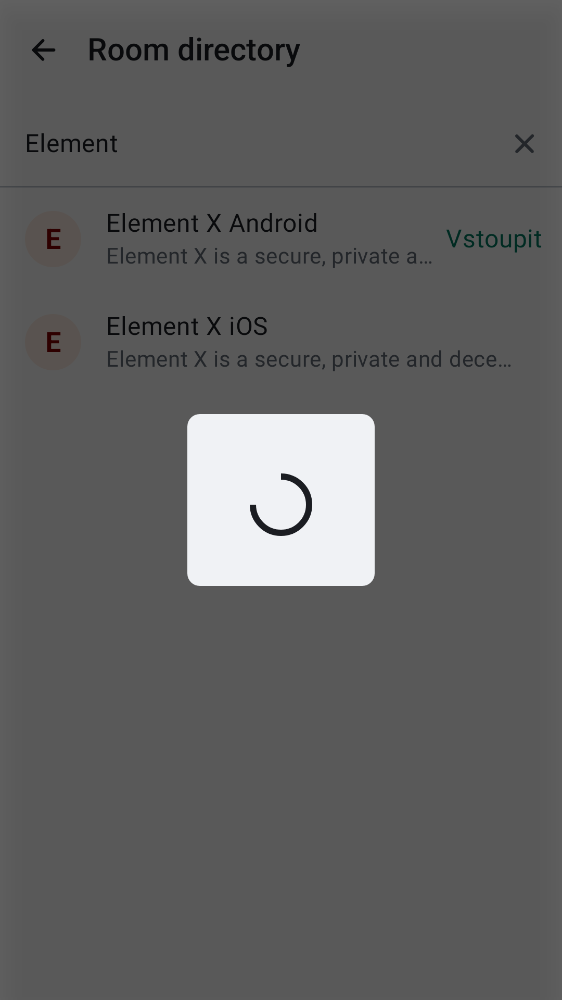 Room directory
Element
E
Element X Android
Element X is a secure, private a…
Vstoupit
E
Element X iOS
Element X is a secure, private and dece…